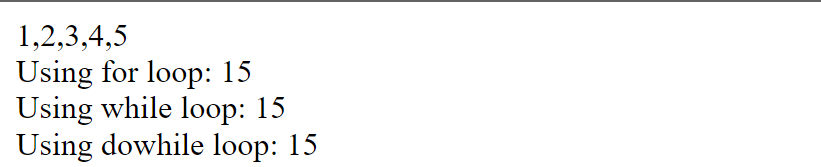 1,2,3,4,5
Using for loop: 15
Using while loop: 15
Using dowhile loop: 15